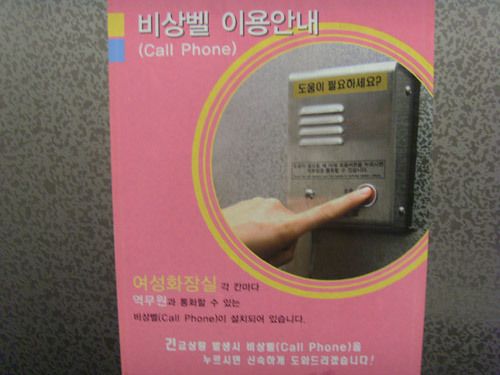 비상벨 이용안내
(Call Phone)
도움이 필요하세요?
여성화장실 각 칸마다
역무원과 통화할 수 있는
비상벨(Call Phone)이 설치되어 있습니다.
긴급상황 발생시 비상벨(Call Phone)을
누르시면 신속하게 도와드리겠습니다!